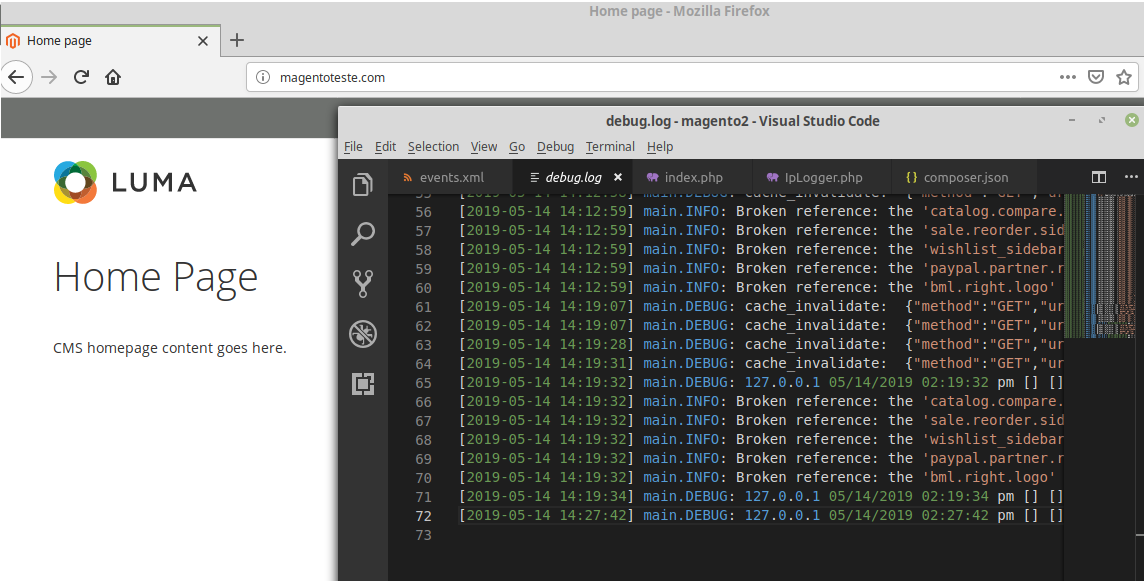 Home page - Mozilla Firefox
Home page
magentoteste.com
LUMA
Home Page
CMS homepage content goes here.
debug.log - magento2 - Visual Studio Code
File Edit Selection View Go Debug Terminal Help
events.xml debug.log index.php IpLogger.php {} composer.json
56 [2019-05-14 14:12:59] main.INFO: Broken reference: the 'catalog.compare.
57 [2019-05-14 14:12:59] main.INFO: Broken reference: the 'sale.reorder.sid
58 [2019-05-14 14:12:59] main.INFO: Broken reference: the 'wishlist_sidebar
59 [2019-05-14 14:12:59] main.INFO: Broken reference: the 'paypal.partner.r
60 [2019-05-14 14:12:59] main.INFO: Broken reference: the 'bml.right.logo'
61 [2019-05-14 14:19:07] main.DEBUG: cache_invalidate:  {"method":"GET","ur
62 [2019-05-14 14:19:07] main.DEBUG: cache_invalidate:  {"method":"GET","ur
63 [2019-05-14 14:19:28] main.DEBUG: cache_invalidate:  {"method":"GET","ur
64 [2019-05-14 14:19:31] main.DEBUG: cache_invalidate:  {"method":"GET","ur
65 [2019-05-14 14:19:32] main.DEBUG: 127.0.0.1 05/14/2019 02:19:32 pm [] []
66 [2019-05-14 14:19:32] main.INFO: Broken reference: the 'catalog.compare.
67 [2019-05-14 14:19:32] main.INFO: Broken reference: the 'sale.reorder.sid
68 [2019-05-14 14:19:32] main.INFO: Broken reference: the 'wishlist_sidebar
69 [2019-05-14 14:19:32] main.INFO: Broken reference: the 'paypal.partner.r
70 [2019-05-14 14:19:32] main.INFO: Broken reference: the 'bml.right.logo'
71 [2019-05-14 14:19:34] main.DEBUG: 127.0.0.1 05/14/2019 02:19:34 pm [] []
72 [2019-05-14 14:27:42] main.DEBUG: 127.0.0.1 05/14/2019 02:27:42 pm [] []
73